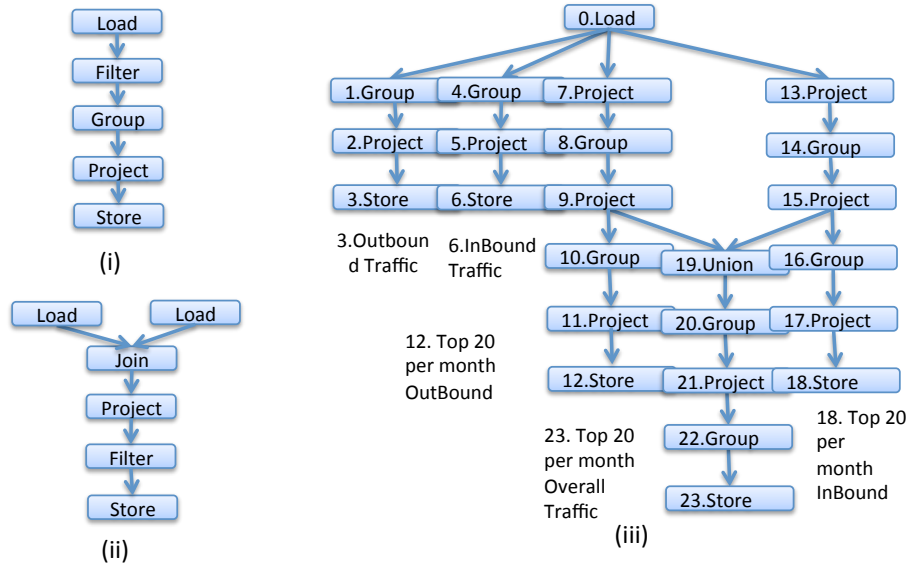 Load
Filter
Group
Project
Store
(i)
Load
Load
Join
Project
Filter
Store
(ii)
0.Load
1.Group
4.Group
7.Project
13.Project
2.Project
5.Project
8.Group
14.Group
3.Store
6.Store
9.Project
15.Project
3.Outboun
d Traffic
6.InBound
Traffic
10.Group
19.Union
16.Group
11.Project
20.Group
17.Project
12. Top 20
per month
OutBound
12.Store
21.Project
18.Store
22.Group
23. Top 20
per month
Overall
Traffic
18. Top 20
per
month
InBound
23.Store
(iii)